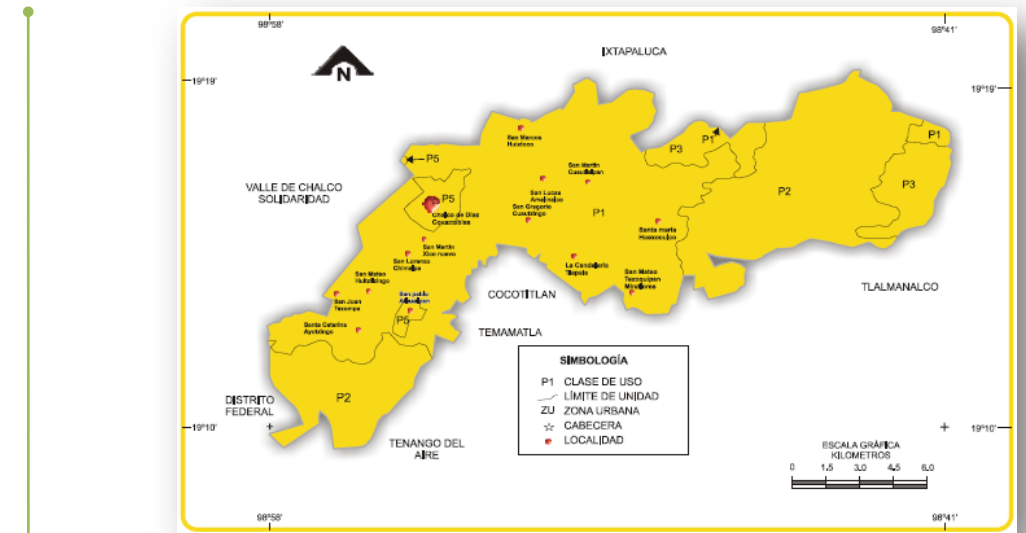 98°58'
98°41'
IXTAPALUCA
N
19°19'
19°19'
San Marcos
Huixtoco
P1
P3
P1
P5
San Martín
Cuautlalpan
VALLE DE CHALCO
SOLIDARIDAD
P5
San Lucas
Amalinalco
P2
P3
San Gregorio
Cuautzingo
P1
Chalco de Díaz
Covarrubias
Santa maría
Huexoculco
San Martín
Xico nuevo
San Lorenzo
Chimalpa
La Candelaria
Tlapala
San Mateo
Tezoquipan
Miraflores
San Mateo
Huitzilzingo
San Juan
Tezompa
San pablo
COCOTITLAN
TLALMANALCO
P5
Santa Catarina
Ayotzingo
TEMAMATLA
SIMBOLOGÍA
P1 CLASE DE USO
LÍMITE DE UNIDAD
ZU ZONA URBANA
CABECERA
LOCALIDAD
P2
DISTRITO
FEDERAL
19°10'
19°10'
TENANGO DEL
AIRE
ESCALA GRÁFICA
KILOMETROS
0 1.5 3.0 4.5 6.0
98°58'
98°41'